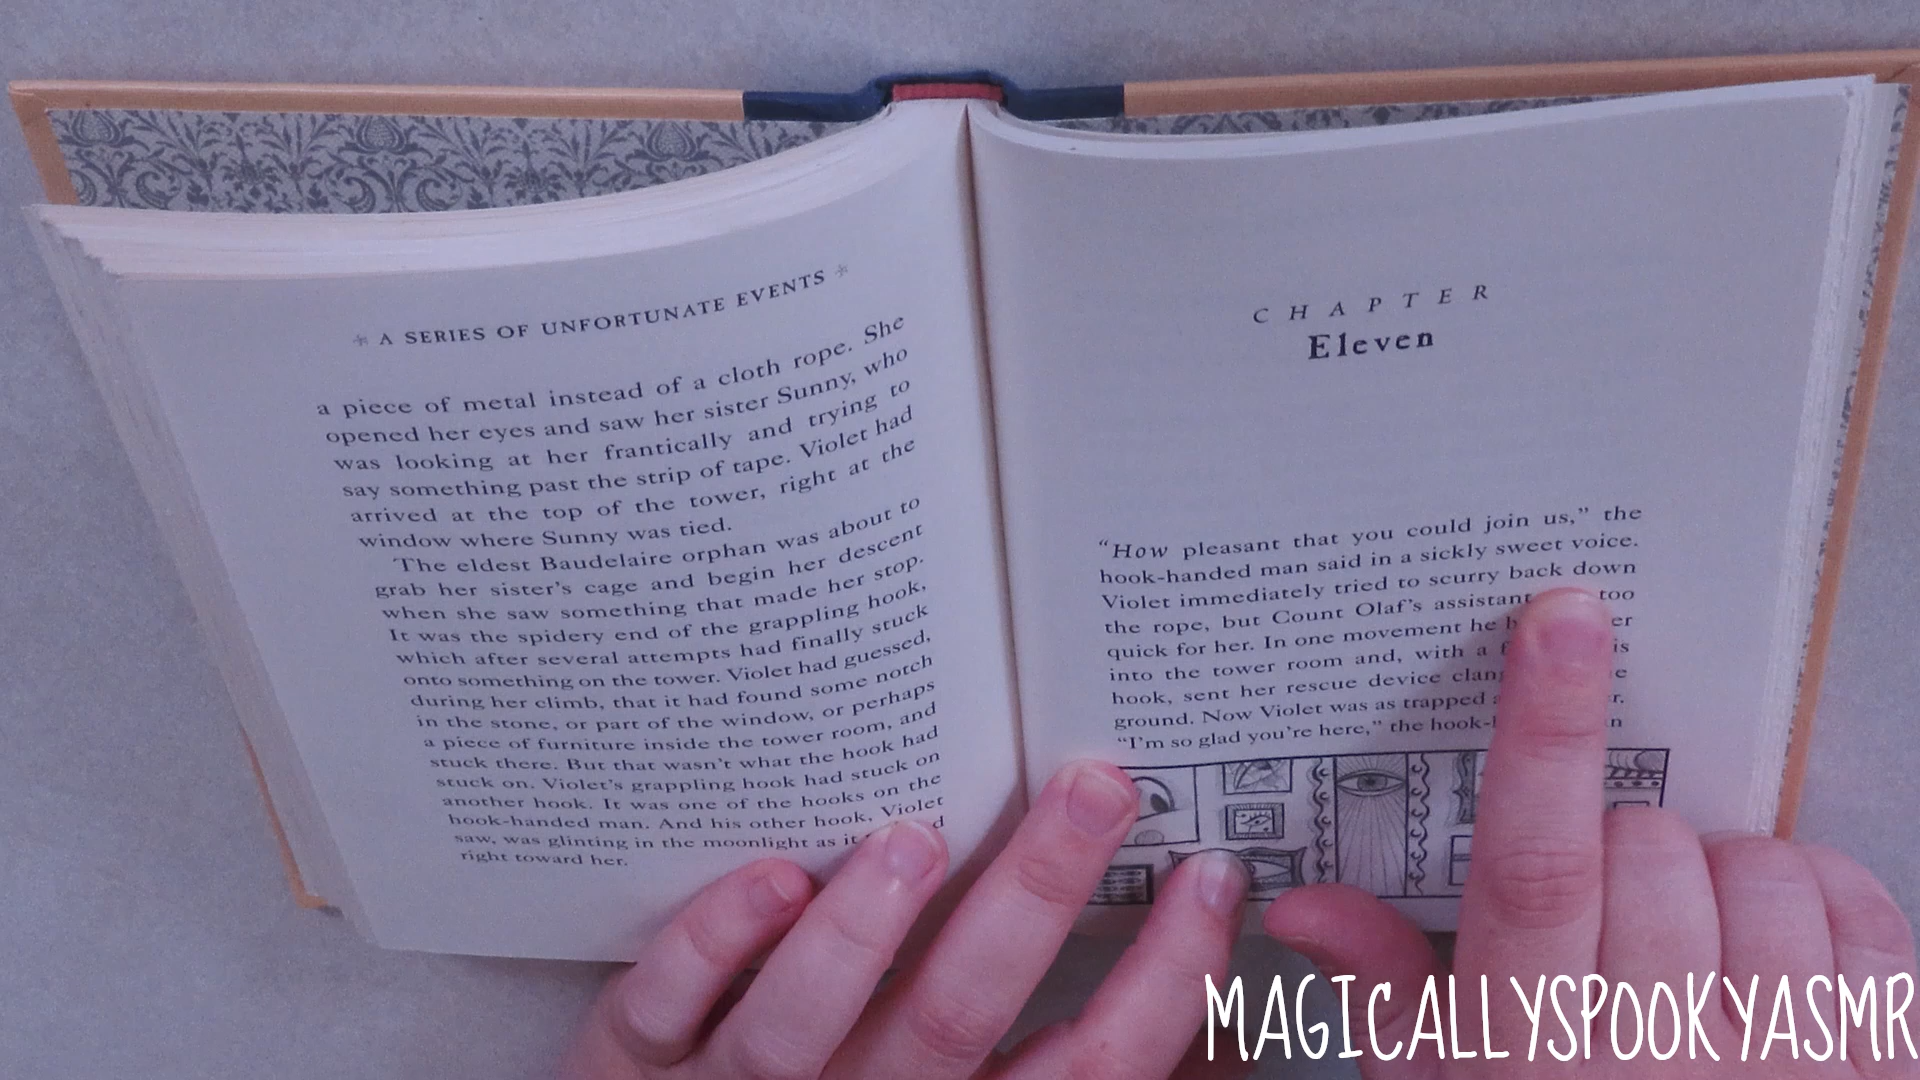 A SERIES OF UNFORTUNATE EVENTS
a piece of metal instead of a cloth rope. She
opened her eyes and saw her sister Sunny, who
was looking at her frantically and trying to
say something past the strip of tape. Violet had
arrived at the top of the tower, right at the
window where Sunny was tied.
The eldest Baudelaire orphan was about to
grab her sister's cage and begin her descent
when she saw something that made her stop.
It was the spidery end of the grappling hook,
which after several attempts had finally stuck
onto something on the tower. Violet had guessed,
during her climb, that it had found some notch
in the stone, or part of the window, or perhaps
a piece of furniture inside the tower room, and
stuck there. But that wasn't what the hook had
stuck on. Violet's grappling hook had stuck on
another hook. It was one of the hooks on the
hook-handed man. And his other hook, Violet
saw, was glinting in the moonlight as it
right toward her.
CHAPTER
Eleven
"How pleasant that you could join us," the
hook-handed man said in a sickly sweet voice.
Violet immediately tried to scurry back down
the rope, but Count Olaf's assistant too
quick for her. In one movement he
into the tower room and, with a
hook, sent her rescue device
ground. Now Violet was as trapped
"I'm so glad you're here," the
MAGICALLYSPOOKYASMR